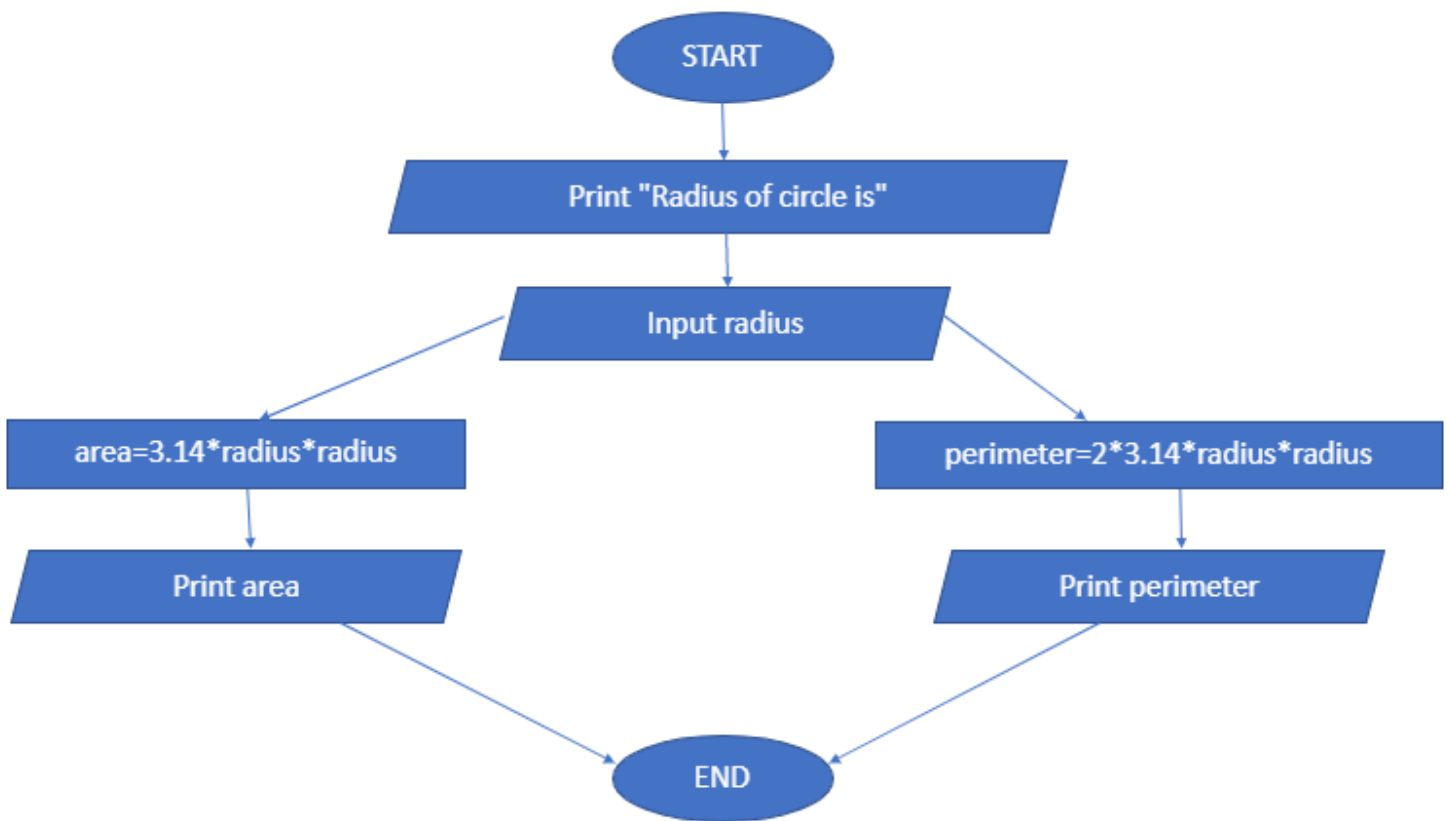 START
Print "Radius of circle is"
Input radius
area=3.14*radius*radius
perimeter=2*3.14*radius*radius
Print area
Print perimeter
END